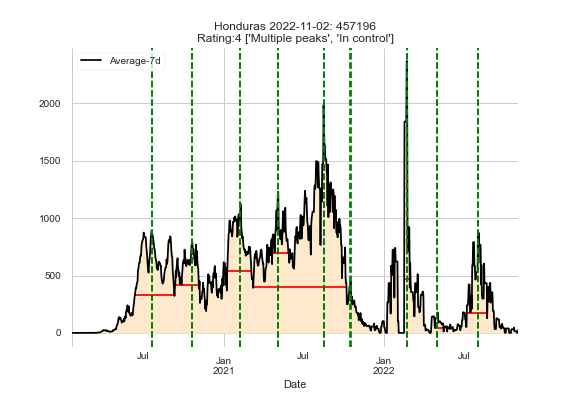 Honduras 2022-11-02: 457196
Rating:4 ['Multiple peaks', 'In control']
Average-7d
2000
1500
1000
500
0
Jul
Jan
2021
Jul
Jan
2022
Jul
Date